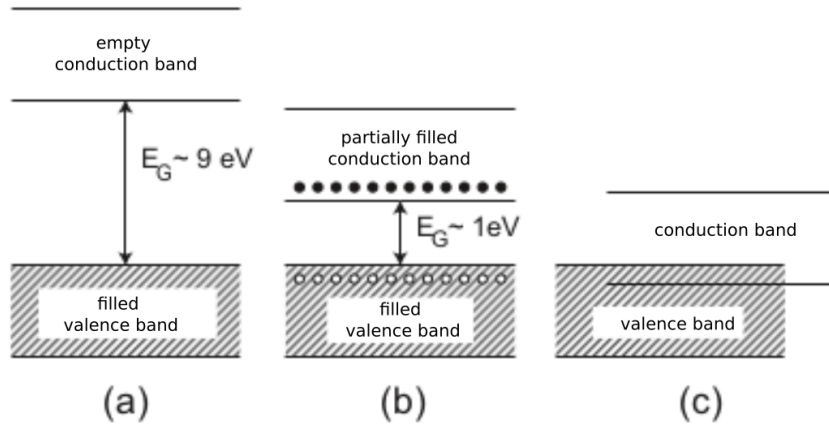 empty
conduction band
E_G ~ 9 eV
filled
valence band
(a)
partially filled
conduction band
E_G ~ 1eV
filled
valence band
(b)
conduction band
valence band
(c)